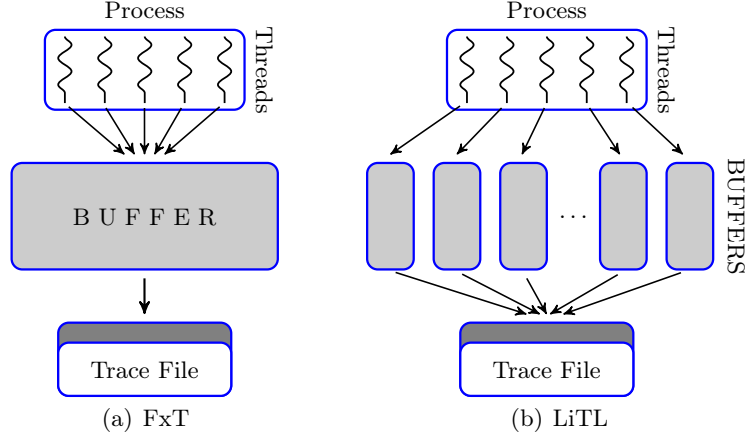 Process
Threads
B U F F E R
Trace File
(a) FxT
Process
Threads
BUFFERS
...
Trace File
(b) LiTL